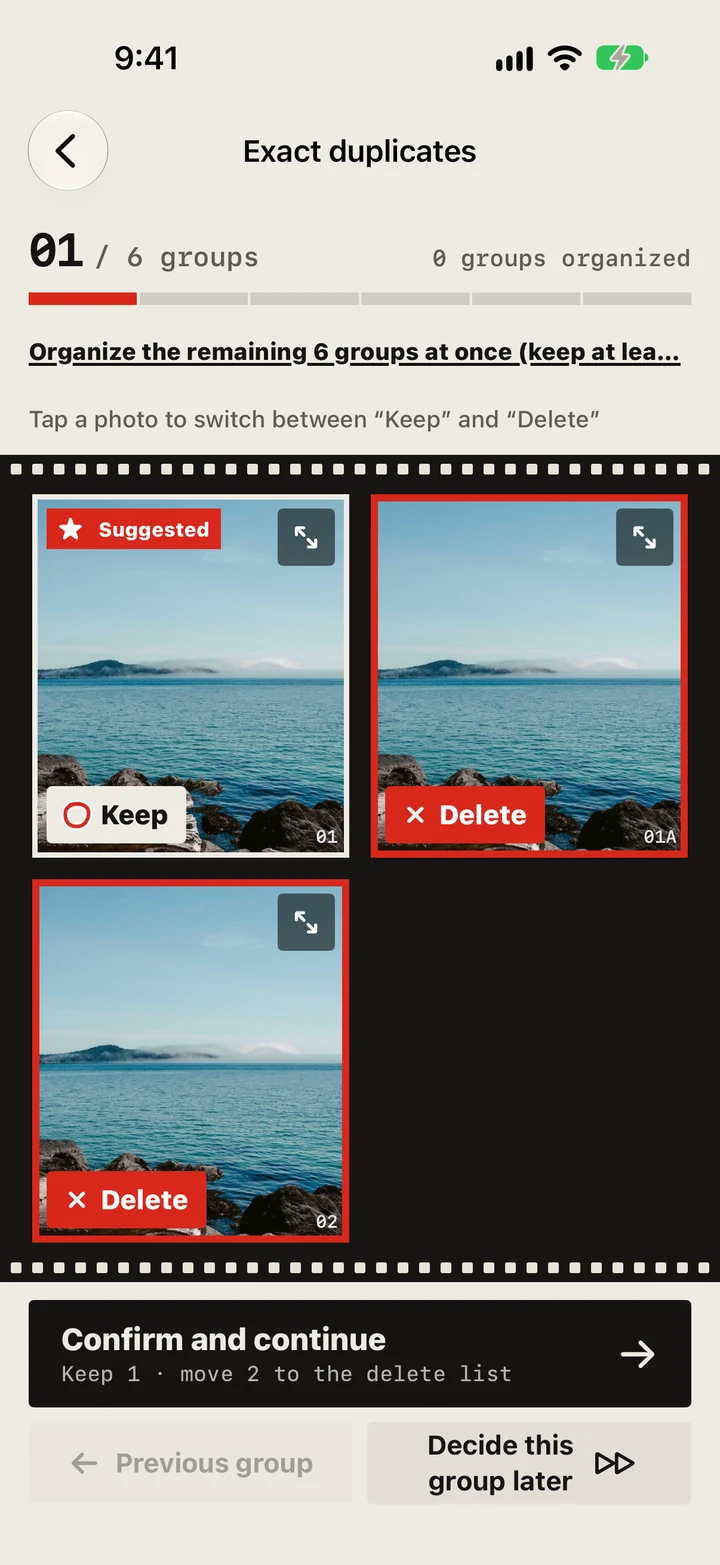 9:41
Exact duplicates
01 / 6 groups
0 groups organized
Organize the remaining 6 groups at once (keep at lea...
Tap a photo to switch between “Keep” and “Delete”
Suggested
Keep
01
Delete
01A
Delete
02
Confirm and continue
Keep 1 · move 2 to the delete list
Previous group
Decide this
group later